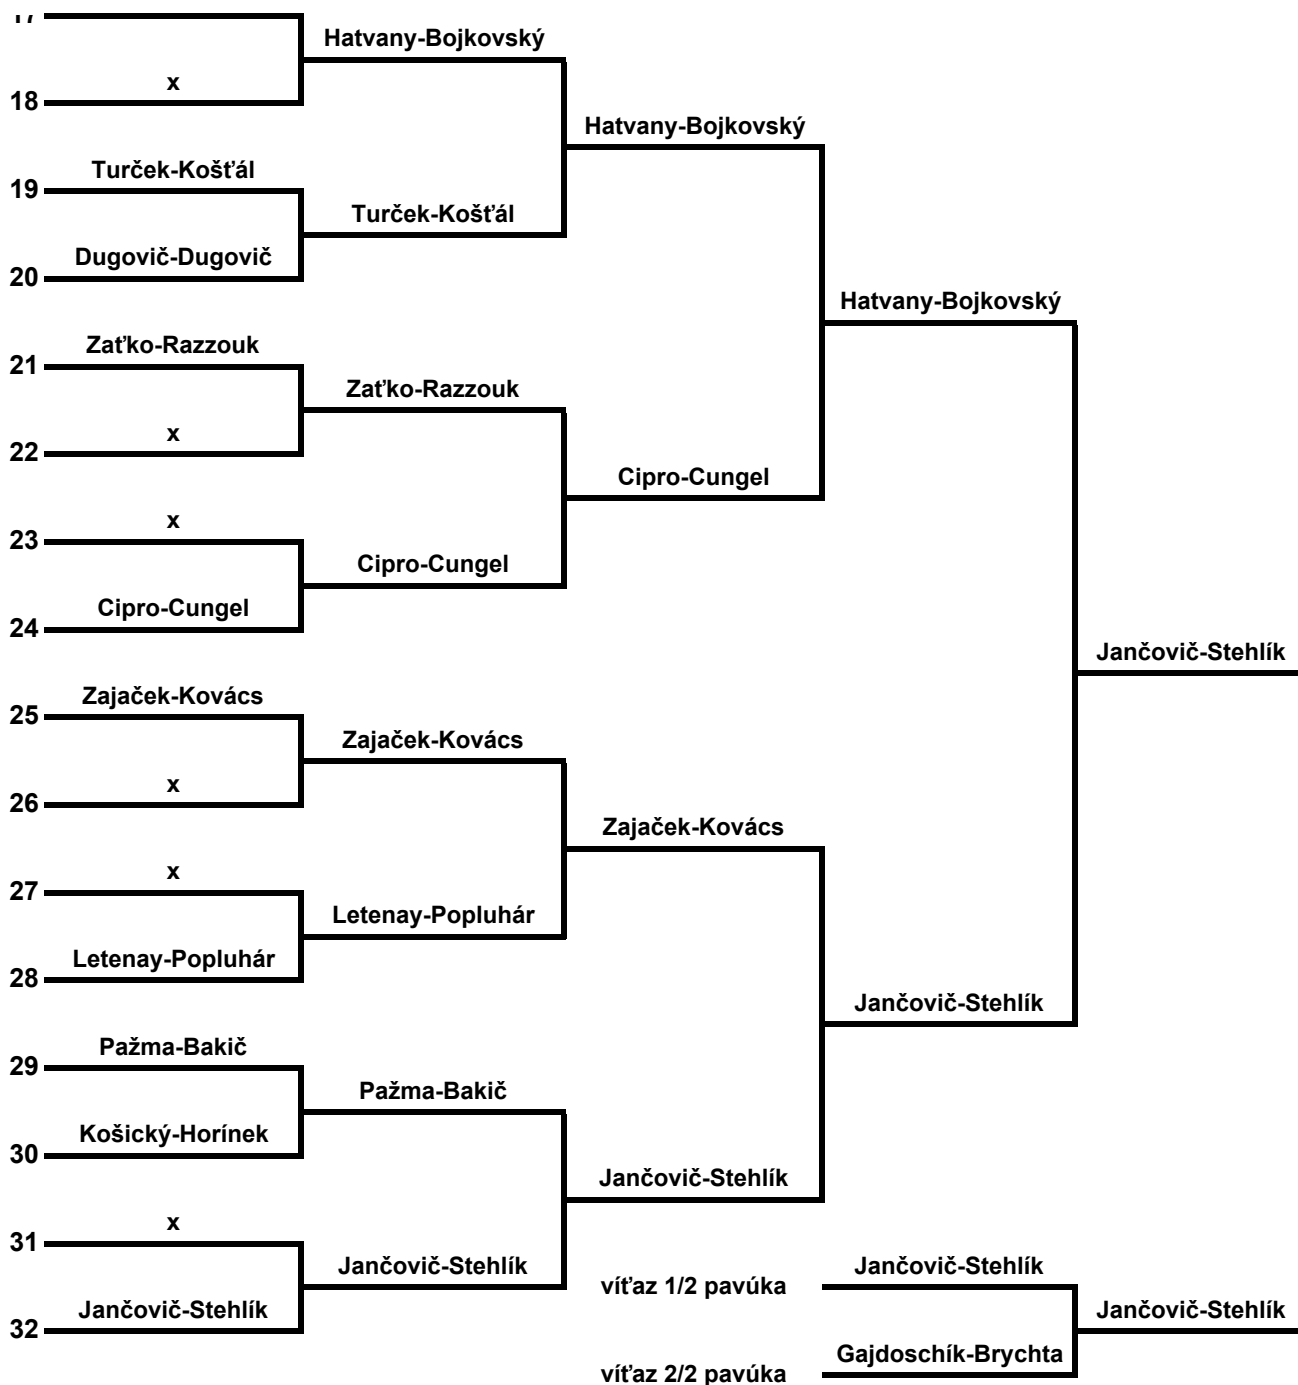 17
Hatvany-Bojkovský
x
18
Hatvany-Bojkovský
Turček-Košťál
19
Turček-Košťál
Dugovič-Dugovič
20
Hatvany-Bojkovský
Zaťko-Razzouk
21
Zaťko-Razzouk
x
22
Cipro-Cungel
x
23
Cipro-Cungel
Cipro-Cungel
24
Jančovič-Stehlík
Zajaček-Kovács
25
Zajaček-Kovács
x
26
Zajaček-Kovács
x
27
Letenay-Popluhár
Letenay-Popluhár
28
Jančovič-Stehlík
Pažma-Bakič
29
Pažma-Bakič
Košický-Horínek
30
Jančovič-Stehlík
x
31
Jančovič-Stehlík
víťaz 1/2 pavúka
Jančovič-Stehlík
Jančovič-Stehlík
32
Jančovič-Stehlík
víťaz 2/2 pavúka
Gajdoschík-Brychta